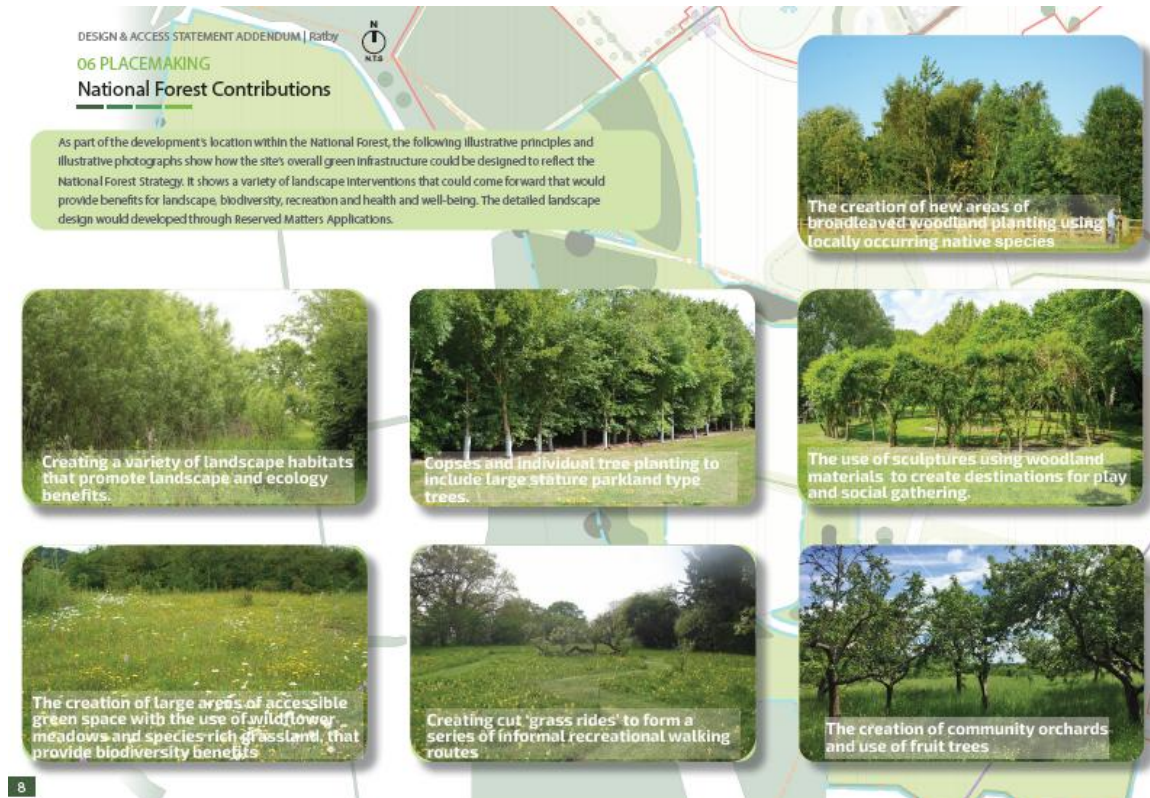 DESIGN & ACCESS STATEMENT ADDENDUM | Ratby
N
N.T.S
06 PLACEMAKING
National Forest Contributions
As part of the development's location within the National Forest, the following illustrative principles and
illustrative photographs show how the site's overall green infrastructure could be designed to reflect the
National Forest Strategy. It shows a variety of landscape interventions that could come forward that would
provide benefits for landscape, biodiversity, recreation and health and well-being. The detailed landscape
design would developed through Reserved Matters Applications.
The creation of new areas of
broadleaved woodland planting using
locally occurring native species
Creating a variety of landscape habitats
that promote landscape and ecology
benefits.
Copses and individual tree planting to
include large stature parkland type
trees.
The use of sculptures using woodland
materials to create destinations for play
and social gathering.
The creation of large areas of accessible
green space with the use of wildflower
meadows and species rich grassland, that
provide biodiversity benefits
Creating cut 'grass rides' to form a
series of informal recreational walking
routes
The creation of community orchards
and use of fruit trees
8